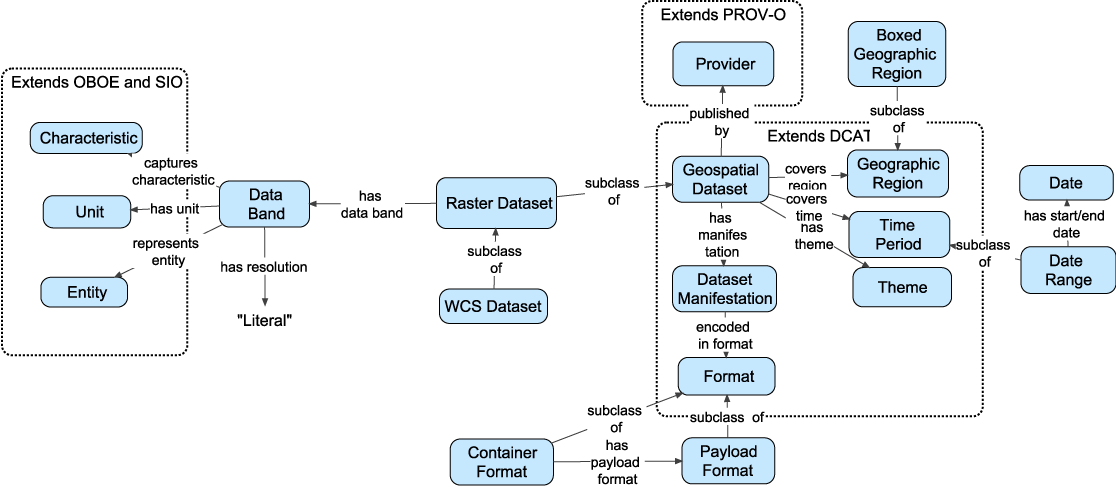 Extends PROV-O
Provider
Boxed
Geographic
Region
Extends OBOE and SIO
published
by
subclass
of
Extends DCAT
Characteristic
captures
characteristic
Geospatial
Dataset
covers
region
Geographic
Region
Unit
has unit
Data
Band
has
data band
Raster Dataset
subclass
of
covers
time
has
theme
Time
Period
Date
has start/end
date
represents
entity
has resolution
subclass
of
has
manifes
tation
subclass
of
Date
Range
Entity
"Literal"
WCS Dataset
Dataset
Manifestation
Theme
encoded
in format
Format
subclass
of
subclass of
has
payload
format
Container
Format
Payload
Format